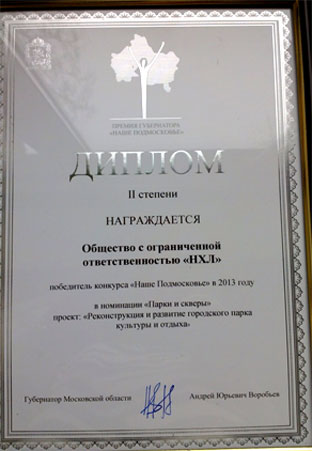 ПРЕМИЯ ГУБЕРНАТОРА
«НАШЕ ПОДМОСКОВЬЕ»
ДИПЛОМ
II степени
НАГРАЖДАЕТСЯ
Общество с ограниченной
ответственностью «НХЛ»
победитель конкурса «Наше Подмосковье» в 2013 году
в номинации «Парки и скверы»
проект: «Реконструкция и развитие городского парка
культуры и отдыха»
Губернатор Московской области
Андрей Юрьевич Воробьев